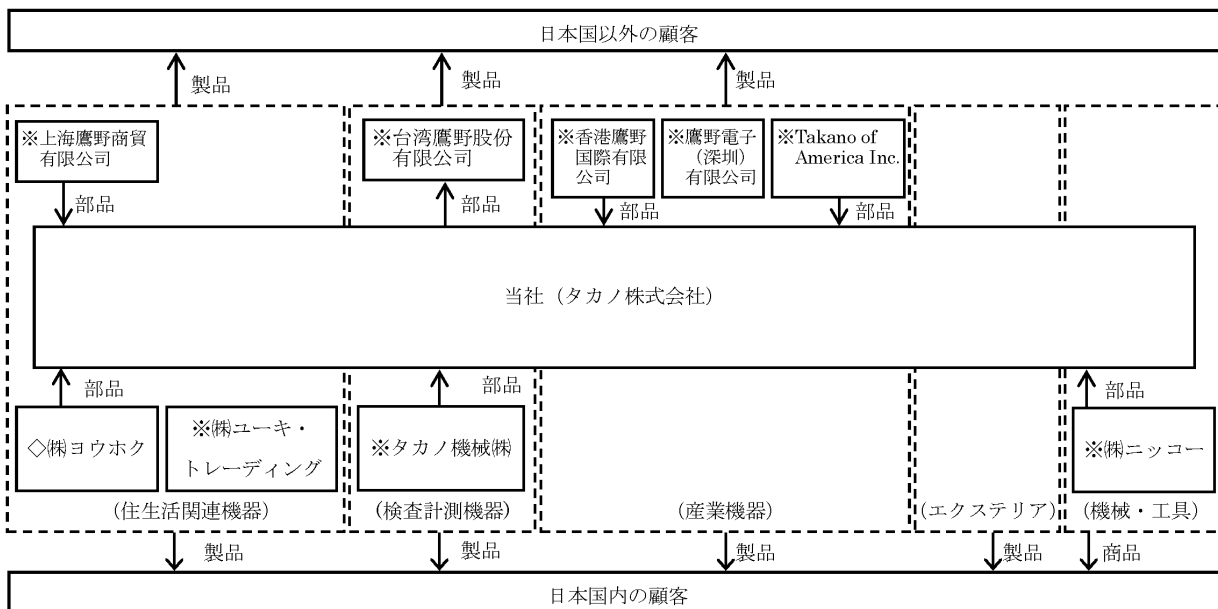 日本国以外の顧客
製品
製品
製品
※上海鷹野商貿
有限公司
※台湾鷹野股份
有限公司
※香港鷹野
国際有限
公司
※鷹野電子
（深圳）
有限公司
※Takano of
America Inc.
部品
部品
部品
部品
当社（タカノ株式会社）
部品
部品
部品
◇㈱ヨウホク
※㈱ユーキ・
トレーディング
※タカノ機械㈱
※㈱ニッコー
（住生活関連機器）
（検査計測機器）
（産業機器）
（エクステリア）
（機械・工具）
製品
製品
製品
製品
商品
日本国内の顧客